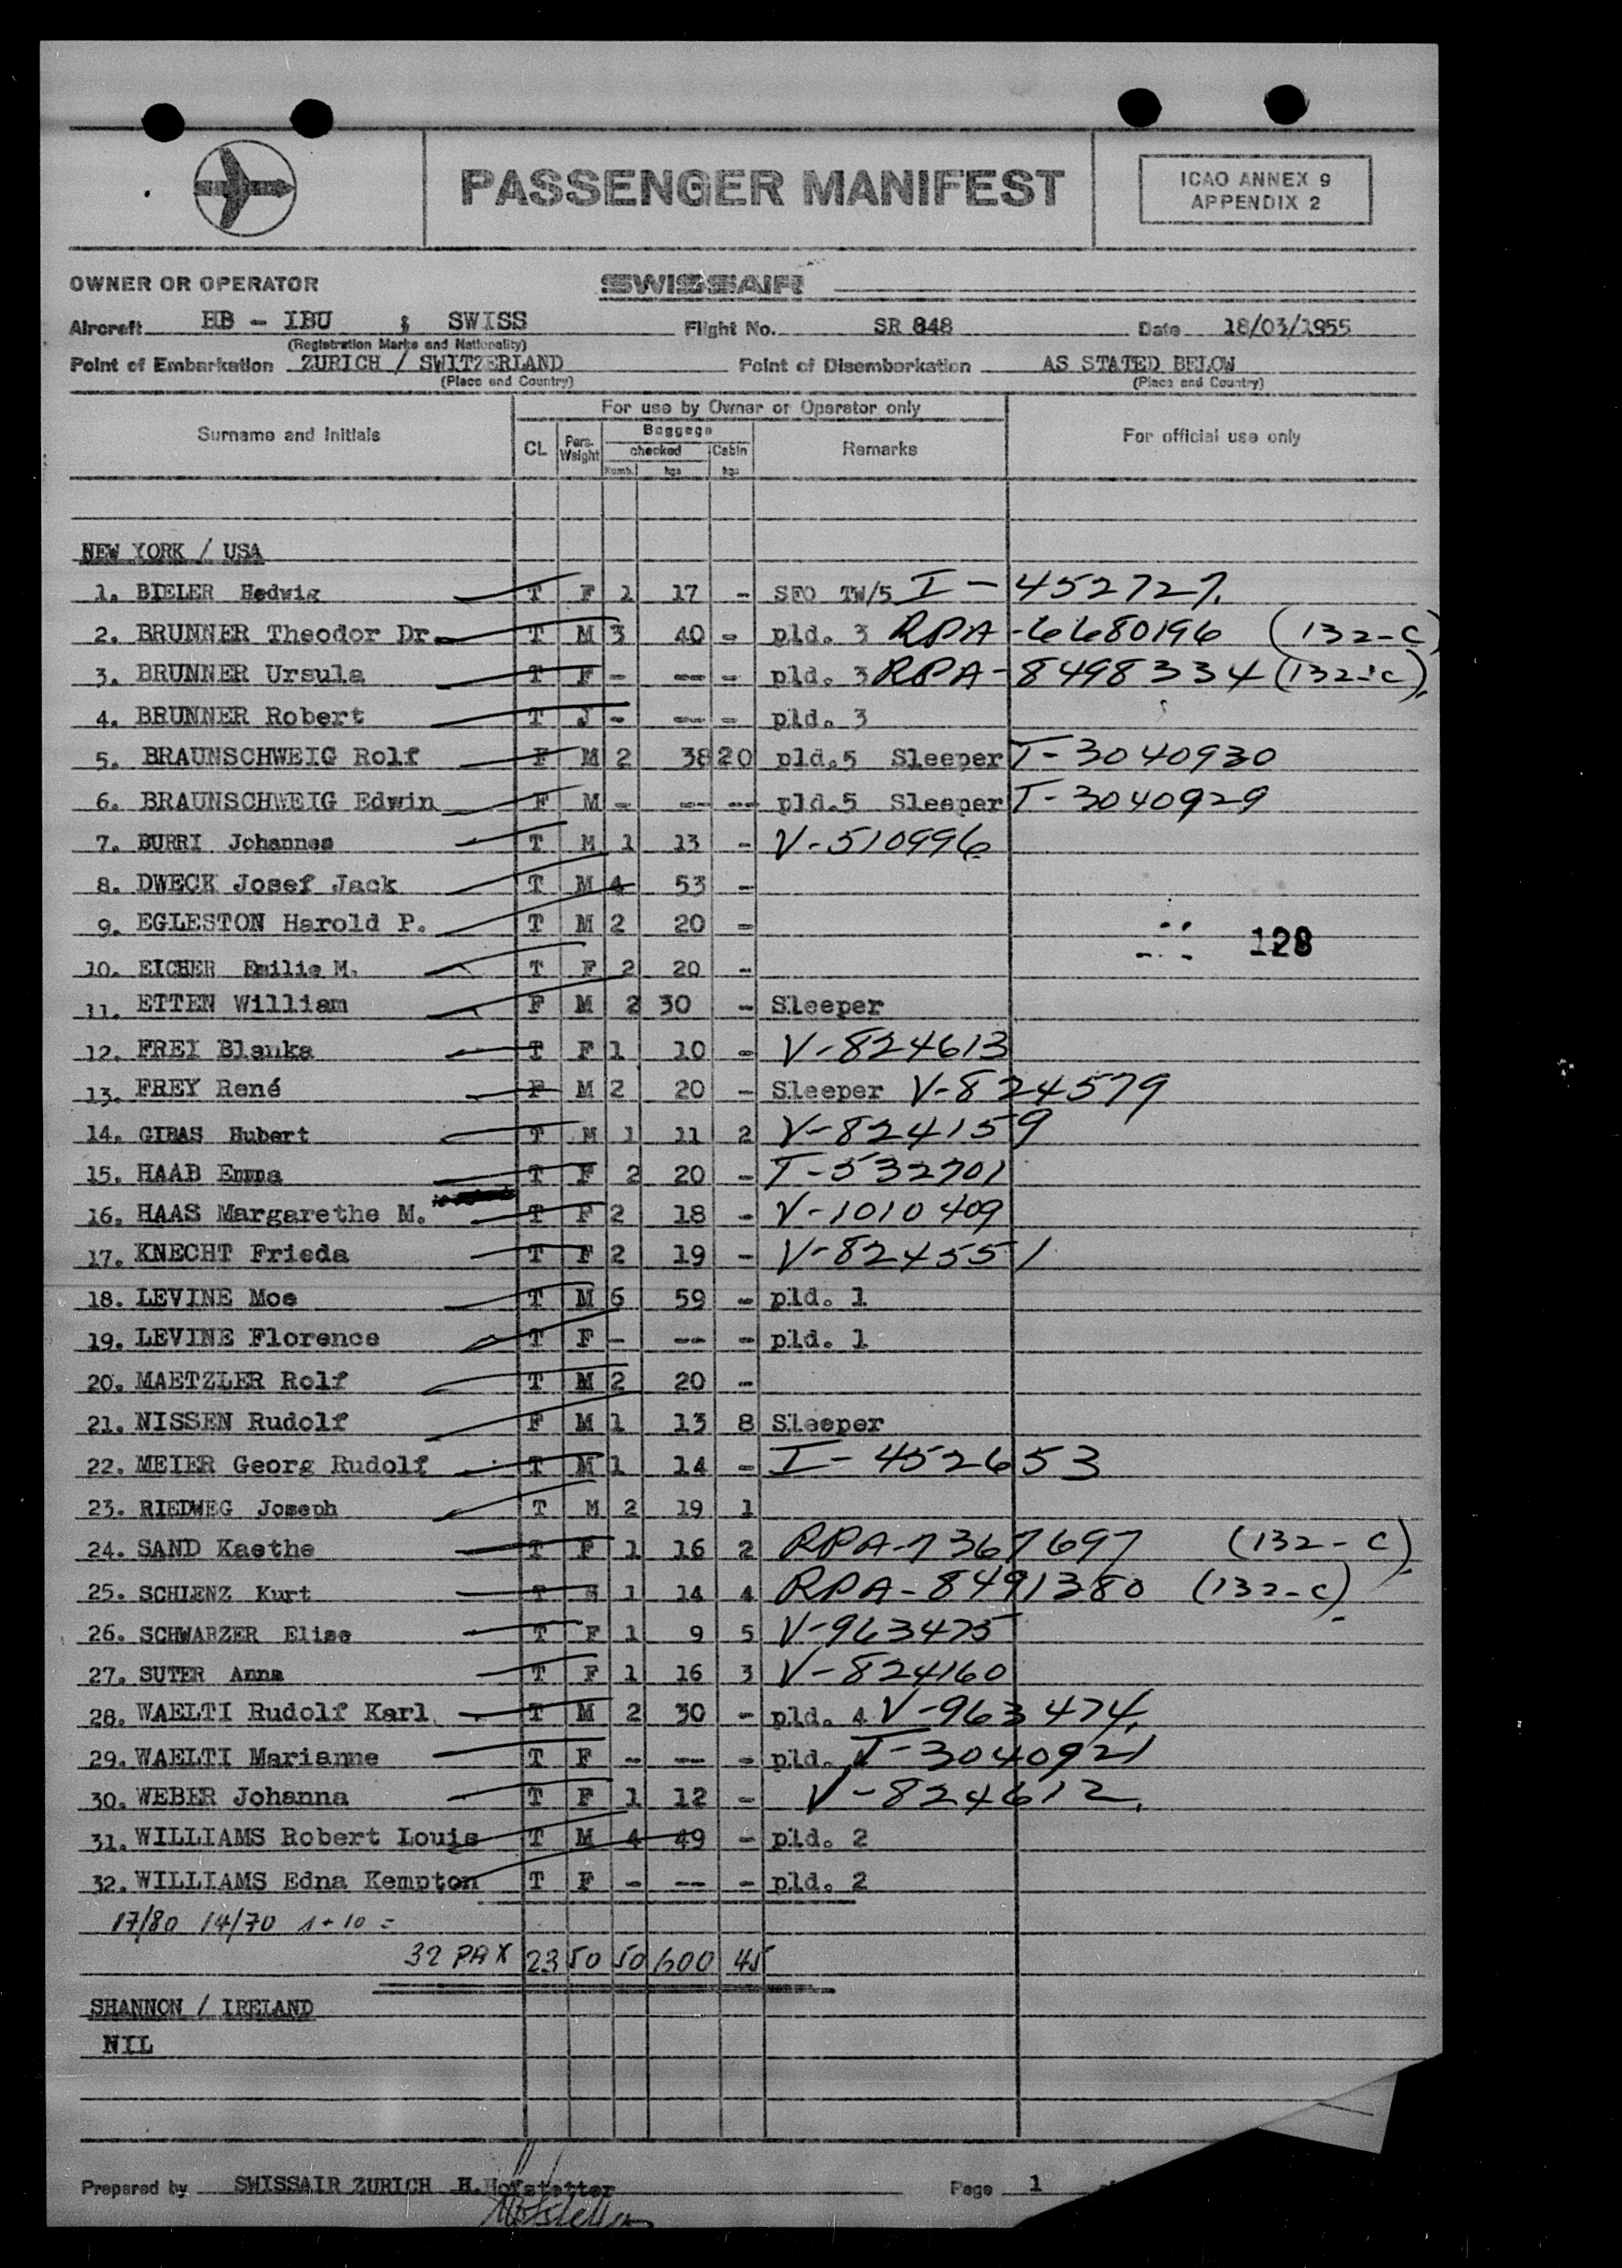 PASSENGER MANIFEST
ICAO ANNEX 9
APPENDIX 2
OWNER OR OPERATOR SWISSAIR
Aircraft HB - IBU ; SWISS Flight No. SR 848 Date 18/03/1955
(Registration Marks and Nationality)
Point of Embarkation ZURICH / SWITZERLAND Point of Disembarkation AS STATED BELOW
(Place and Country) (Place and Country)
For use by Owner or Operator only
Surname and Initials CL Pers. Weight Baggage checked Cabin Remarks For official use only
Numb. kgs kgs
NEW YORK / USA
1. BIELER Hedwig T F 1 17 - SFO TW/5 I - 452727.
2. BRUNNER Theodor Dr. T M 3 40 - pld. 3 RPA -6680196 (132-C)
3. BRUNNER Ursula T F - -- - pld. 3 RPA - 8498334 (132-C)
4. BRUNNER Robert T J - -- - pld. 3
5. BRAUNSCHWEIG Rolf F M 2 38 20 pld.5 Sleeper T-3040930
6. BRAUNSCHWEIG Edwin F M - -- -- pld.5 Sleeper T-3040929
7. BURRI Johannes T M 1 13 - V-510996
8. DWECK Josef Jack T M 4 53 -
9. EGLESTON Harold P. T M 2 20 -
128
10. EICHER Emilie M. T F 2 20 -
11. ETTEN William F M 2 30 - Sleeper
12. FREI Blanka T F 1 10 - V-824613
13. FREY René F M 2 20 - Sleeper V-824579
14. GIBAS Hubert T M 1 11 2 V-824159
15. HAAB Emma T F 2 20 - T-532701
16. HAAS Margarethe M. T F 2 18 - V-1010409
17. KNECHT Frieda T F 2 19 - V-824551
18. LEVINE Moe T M 6 59 - pld. 1
19. LEVINE Florence T F - -- - pld. 1
20. MAETZLER Rolf T M 2 20 -
21. NISSEN Rudolf F M 1 13 8 Sleeper
22. MEIER Georg Rudolf T M 1 14 - I - 452653
23. RIEDWEG Joseph T M 2 19 1
24. SAND Kaethe T F 1 16 2 RPA-7367697 (132-C)
25. SCHLENZ Kurt T 1 14 4 RPA-8491380 (132-C)
26. SCHWARZER Elise T F 1 9 5 V-963475
27. SUTER Anna T F 1 16 3 V-824160
28. WAELTI Rudolf Karl T M 2 30 - pld. 4 V-963474.
29. WAELTI Marianne T F - -- - pld. T-3040921
30. WEBER Johanna T F 1 12 - V-824612.
31. WILLIAMS Robert Louis T M 4 49 - pld. 2
32. WILLIAMS Edna Kempton T F - -- - pld. 2
17/80 14/70 1+10 =
32 PAX 23 50 50 600 45
SHANNON / IRELAND
NIL
Prepared by SWISSAIR ZURICH H.Hofstetter Page 1